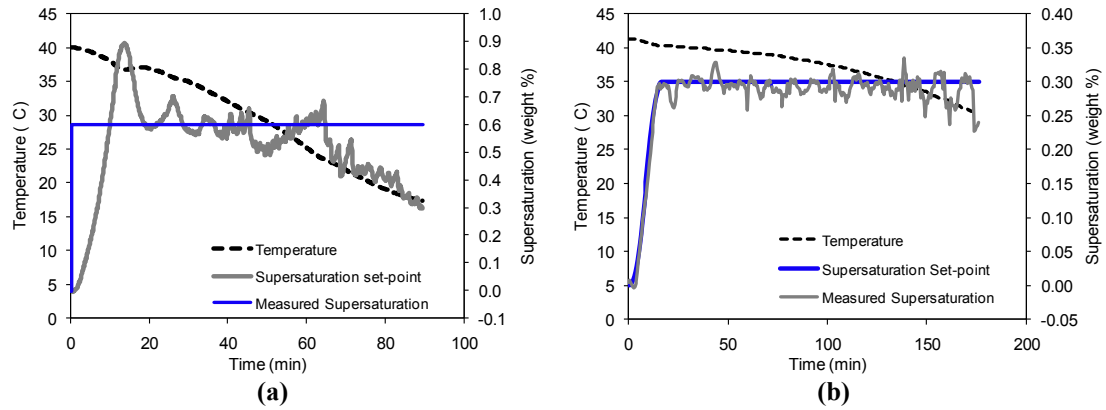 45
40
35
30
25
20
15
10
5
0
Temperature ( C)
1.0
0.9
0.8
0.7
0.6
0.5
0.4
0.3
0.2
0.1
0.0
-0.1
Supersaturation (weight %)
Temperature
Supersaturation set-point
Measured Supersaturation
0 20 40 60 80 100
Time (min)
(a)
45
40
35
30
25
20
15
10
5
0
Temperature ( C)
0.40
0.35
0.30
0.25
0.20
0.15
0.10
0.05
0.00
-0.05
Supersaturation (weight %)
Temperature
Supersaturation Set-point
Measured Supersaturation
0 50 100 150 200
Time (min)
(b)